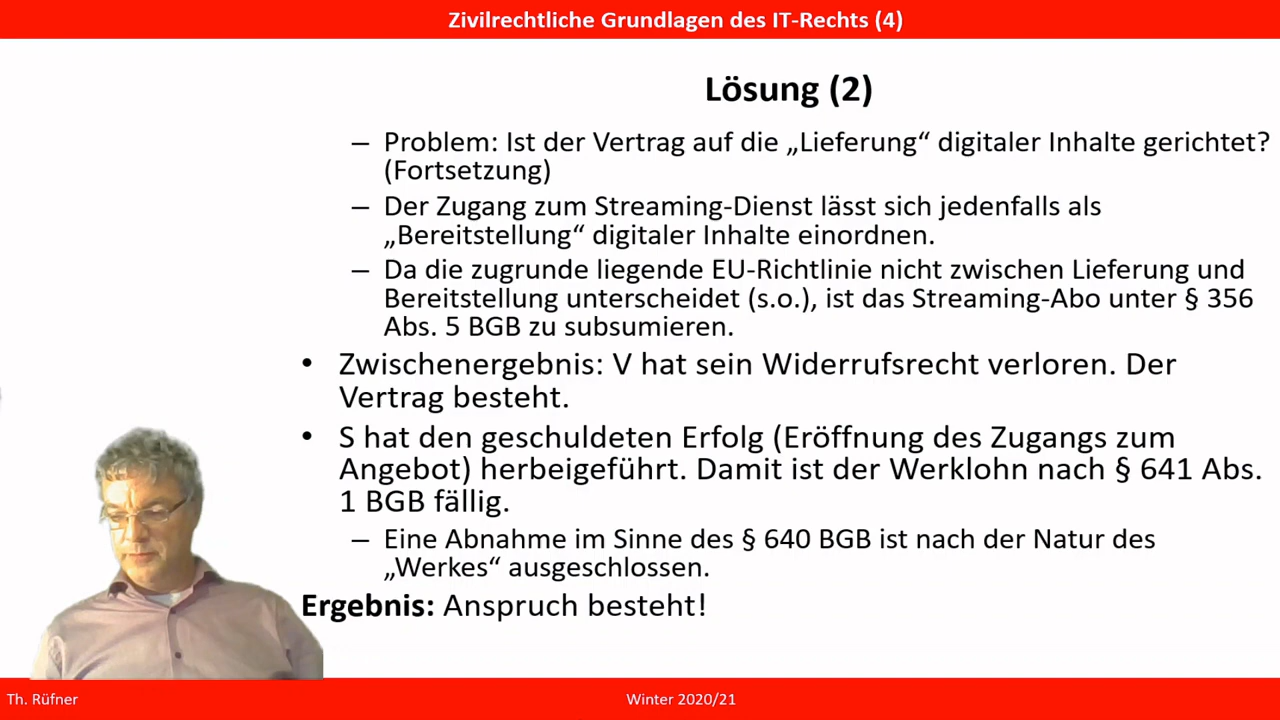 Zivilrechtliche Grundlagen des IT-Rechts (4)
Lösung (2)
– Problem: Ist der Vertrag auf die „Lieferung“ digitaler Inhalte gerichtet?
(Fortsetzung)
– Der Zugang zum Streaming-Dienst lässt sich jedenfalls als
„Bereitstellung“ digitaler Inhalte einordnen.
– Da die zugrunde liegende EU-Richtlinie nicht zwischen Lieferung und
Bereitstellung unterscheidet (s.o.), ist das Streaming-Abo unter § 356
Abs. 5 BGB zu subsumieren.
• Zwischenergebnis: V hat sein Widerrufsrecht verloren. Der
Vertrag besteht.
• S hat den geschuldeten Erfolg (Eröffnung des Zugangs zum
Angebot) herbeigeführt. Damit ist der Werklohn nach § 641 Abs.
1 BGB fällig.
– Eine Abnahme im Sinne des § 640 BGB ist nach der Natur des
„Werkes“ ausgeschlossen.
Ergebnis: Anspruch besteht!
Th. Rüfner
Winter 2020/21